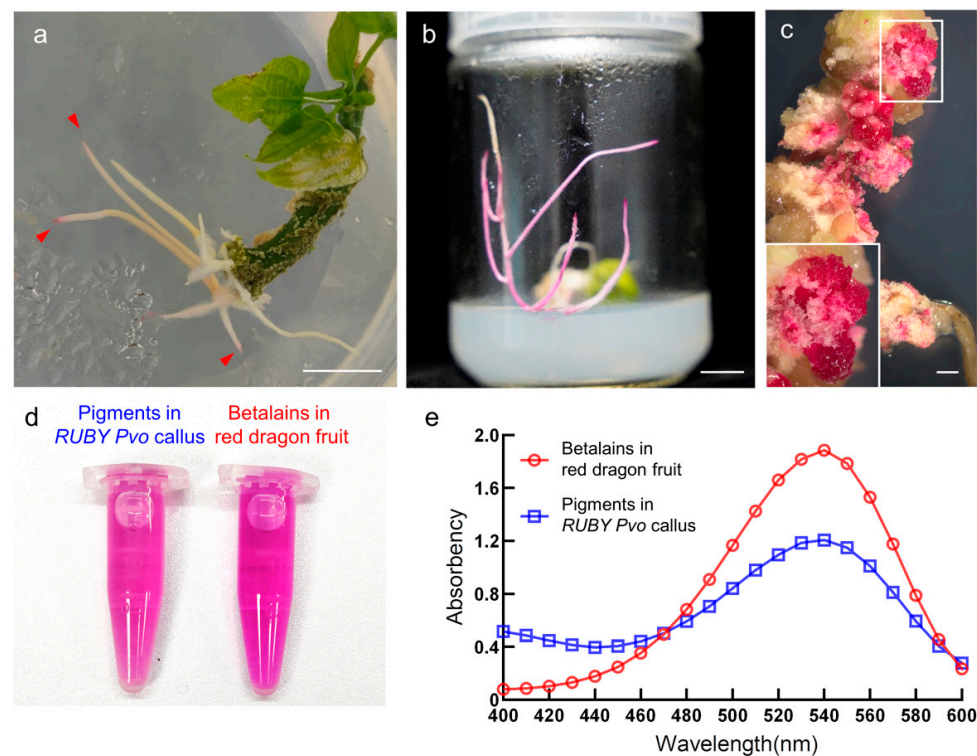 a
b
c
d
Pigments in
RUBY Pvo callus
Betalains in
red dragon fruit
e
Betalains in
red dragon fruit
Pigments in
RUBY Pvo callus
Absorbency
2.0
1.6
1.2
0.8
0.4
0
400 420 440 460 480 500 520 540 560 580 600
Wavelength(nm)